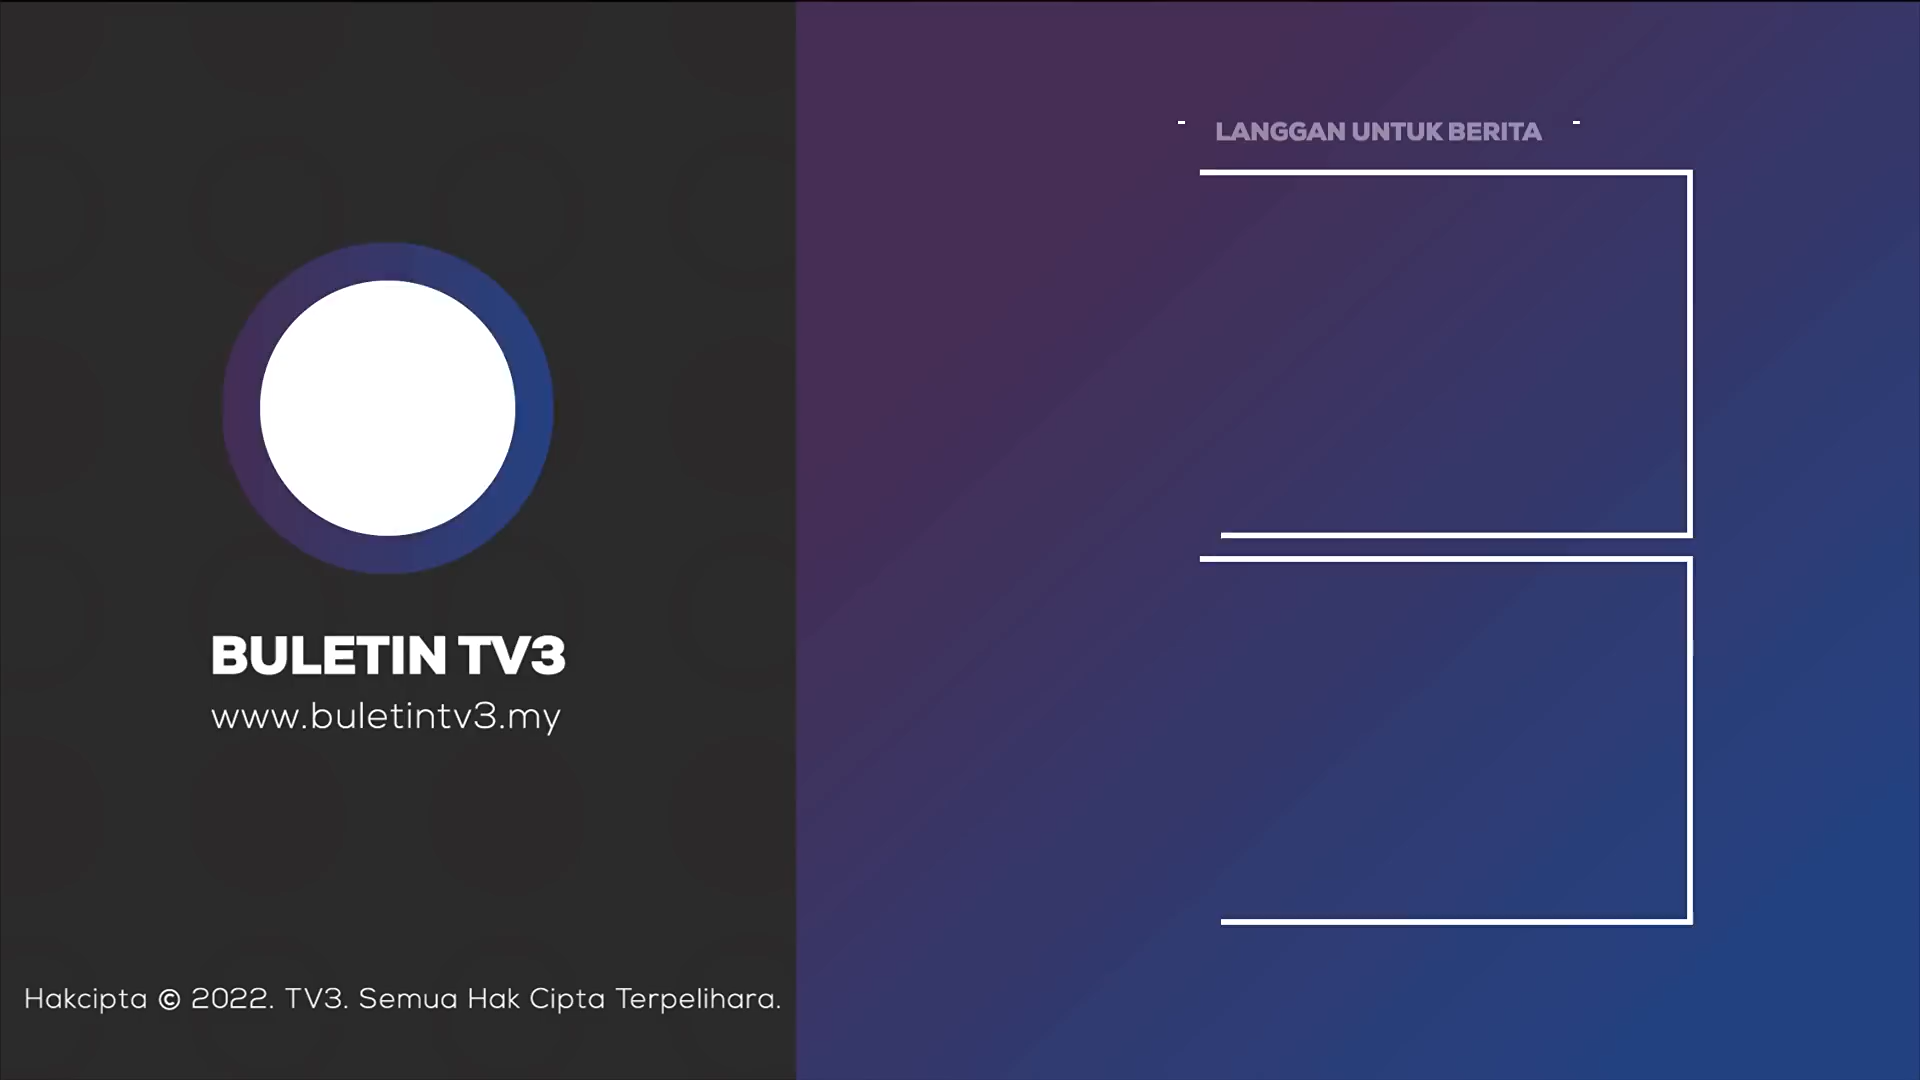 LANGGAN UNTUK BERITA
BULETIN TV3
www.buletintv3.my
Hakcipta © 2022. TV3. Semua Hak Cipta Terpelihara.